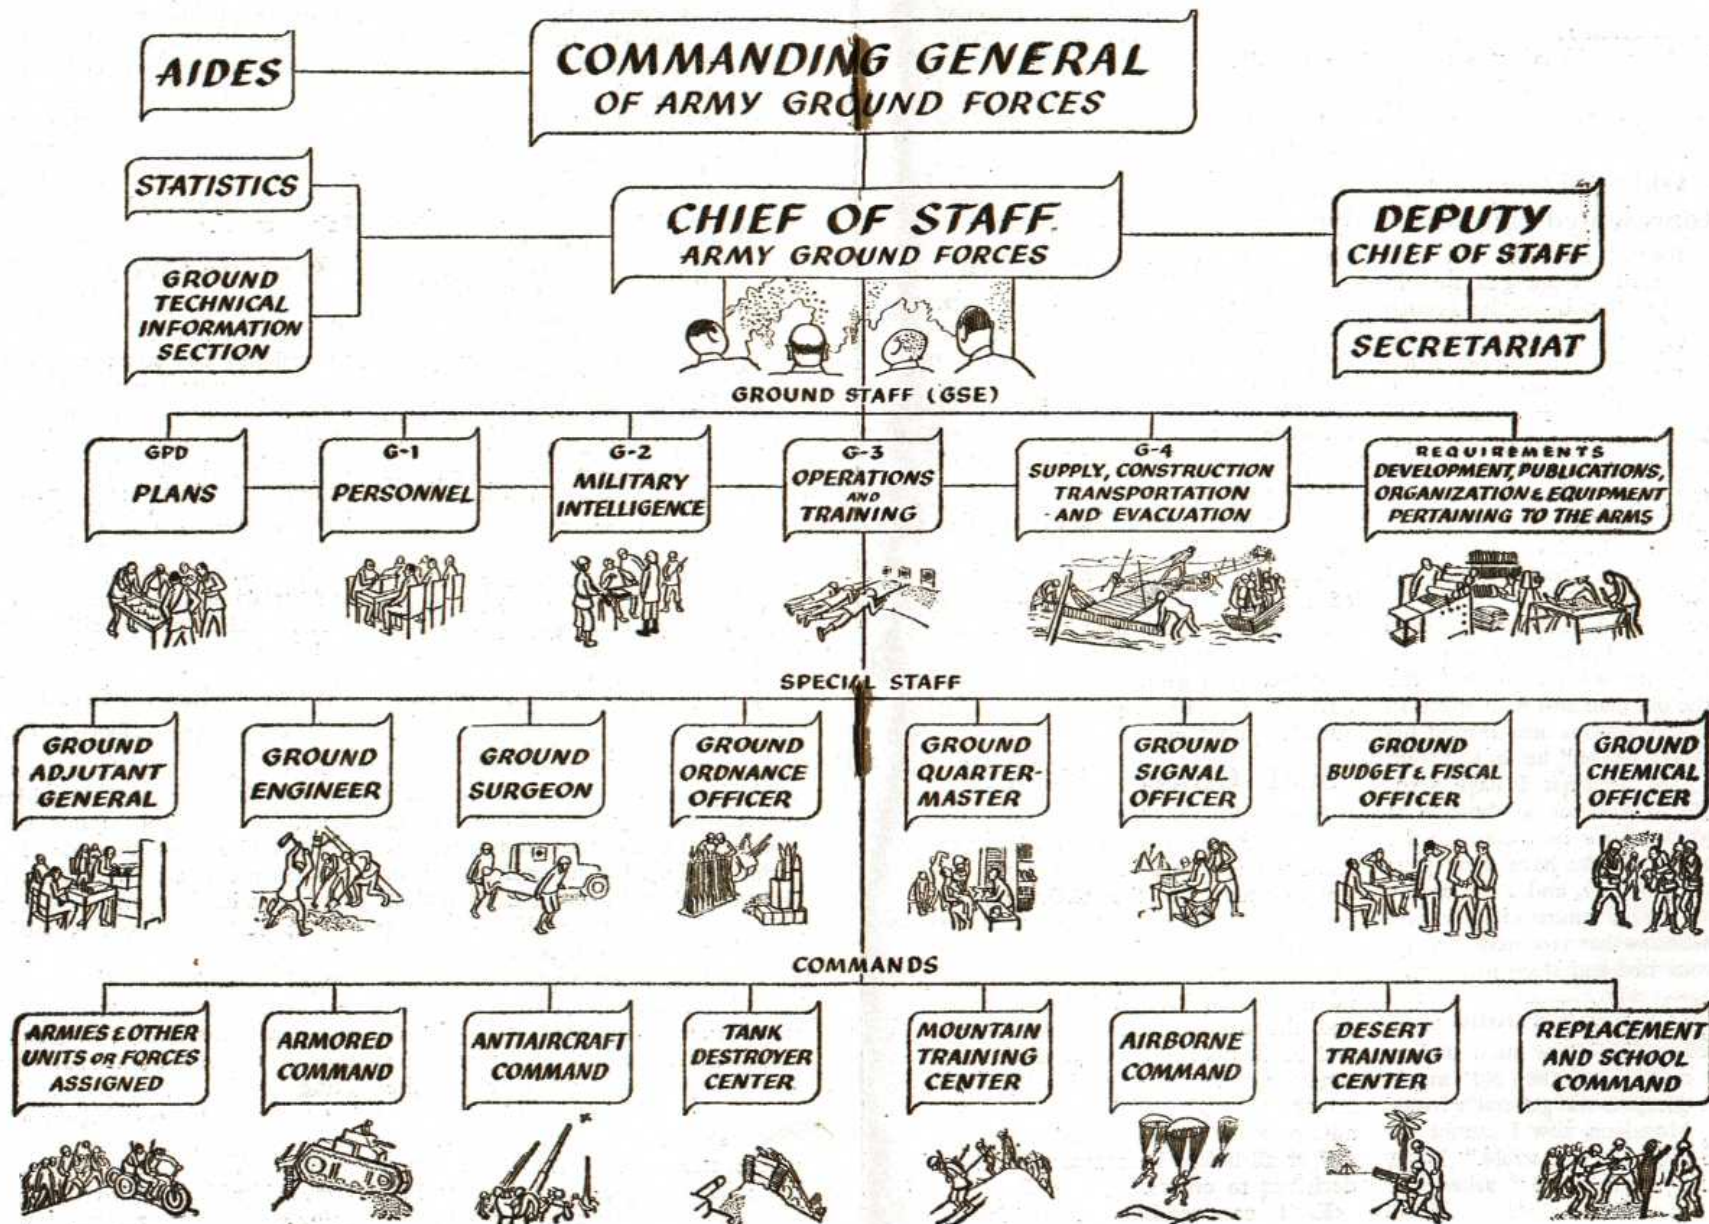 AIDES
COMMANDING GENERAL
OF ARMY GROUND FORCES
STATISTICS
GROUND
TECHNICAL
INFORMATION
SECTION
CHIEF OF STAFF
ARMY GROUND FORCES
DEPUTY
CHIEF OF STAFF
SECRETARIAT
GROUND STAFF (GSE)
GPD
PLANS
G-1
PERSONNEL
G-2
MILITARY
INTELLIGENCE
G-3
OPERATIONS
AND
TRAINING
G-4
SUPPLY, CONSTRUCTION
TRANSPORTATION
AND EVACUATION
REQUIREMENTS
DEVELOPMENT, PUBLICATIONS,
ORGANIZATION & EQUIPMENT
PERTAINING TO THE ARMS
SPECIAL STAFF
GROUND
ADJUTANT
GENERAL
GROUND
ENGINEER
GROUND
SURGEON
GROUND
ORDNANCE
OFFICER
GROUND
QUARTER-
MASTER
GROUND
SIGNAL
OFFICER
GROUND
BUDGET & FISCAL
OFFICER
GROUND
CHEMICAL
OFFICER
COMMANDS
ARMIES & OTHER
UNITS OR FORCES
ASSIGNED
ARMORED
COMMAND
ANTIAIRCRAFT
COMMAND
TANK
DESTROYER
CENTER
MOUNTAIN
TRAINING
CENTER
AIRBORNE
COMMAND
DESERT
TRAINING
CENTER
REPLACEMENT
AND SCHOOL
COMMAND